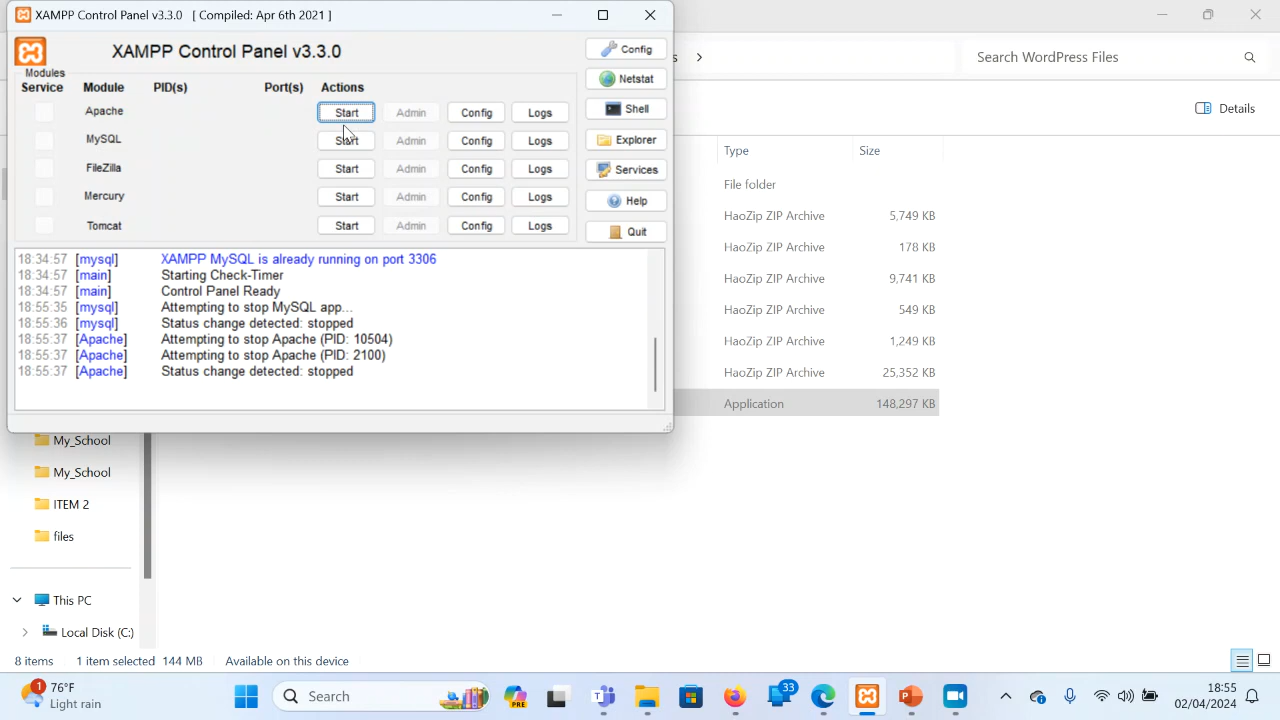 XAMPP Control Panel v3.3.0 [ Compiled: Apr 6th 2021 ]
XAMPP Control Panel v3.3.0
Config
s
Search WordPress Files
Modules
Service Module PID(s) Port(s) Actions
Netstat
Apache Start Admin Config Logs
Shell
Details
MySQL Start Admin Config Logs
Explorer
Type Size
FileZilla Start Admin Config Logs
Services
File folder
Mercury Start Admin Config Logs
Help
HaoZip ZIP Archive 5,749 KB
Tomcat Start Admin Config Logs
Quit
HaoZip ZIP Archive 178 KB
HaoZip ZIP Archive 9,741 KB
HaoZip ZIP Archive 549 KB
HaoZip ZIP Archive 1,249 KB
HaoZip ZIP Archive 25,352 KB
Application 148,297 KB
18:34:57 [mysql] XAMPP MySQL is already running on port 3306
18:34:57 [main] Starting Check-Timer
18:34:57 [main] Control Panel Ready
18:55:35 [mysql] Attempting to stop MySQL app...
18:55:36 [mysql] Status change detected: stopped
18:55:37 [Apache] Attempting to stop Apache (PID: 10504)
18:55:37 [Apache] Attempting to stop Apache (PID: 2100)
18:55:37 [Apache] Status change detected: stopped
My_School
My_School
ITEM 2
files
This PC
Local Disk (C:)
8 items 1 item selected 144 MB Available on this device
1
76°F
Light rain
Search
PRE
T
33
P
18:55
02/04/2024